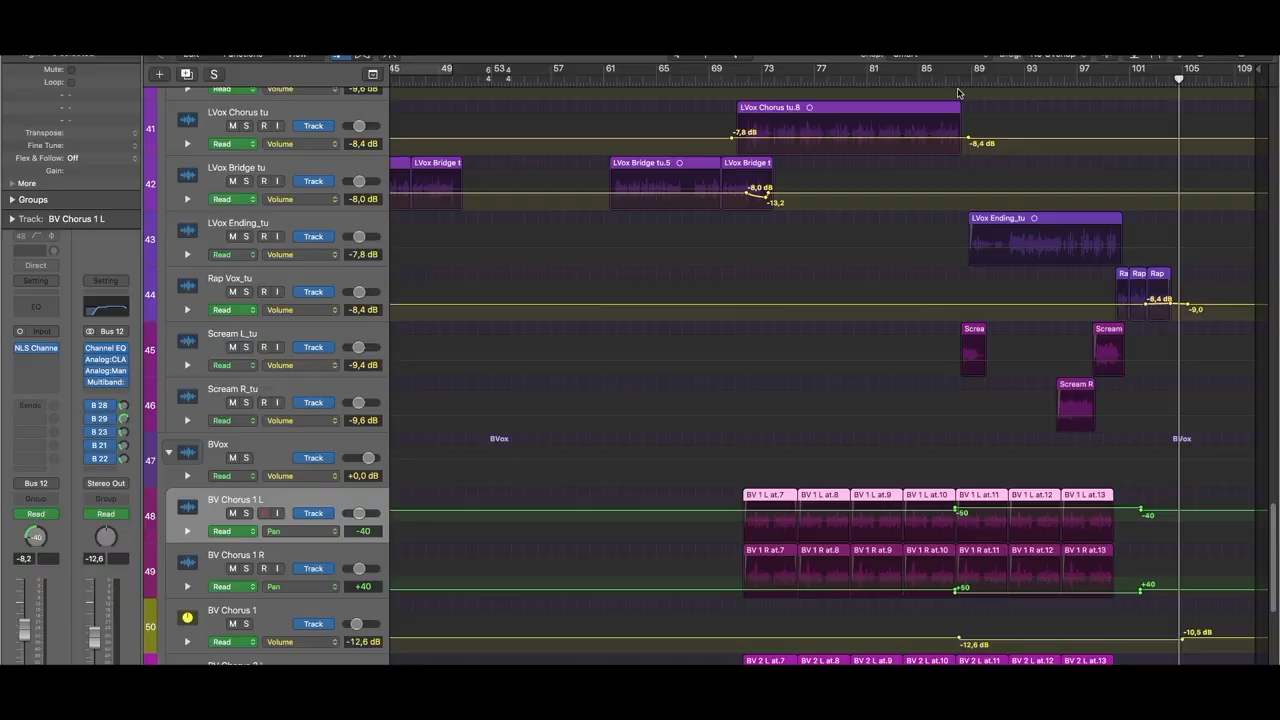 Mute:
Loop:
Transpose:
Fine Tune:
Flex & Follow: Off
Gain:
More
Groups
Track: BV Chorus 1 L
48
Direct
Setting Setting
EQ
Input Bus 12
NLS Channe Channel EQ
Analog:CLA
Analog:Man
Multiband:
Sends B 28
B 29
B 23
B 21
B 22
Bus 12 Stereo Out
Group Group
Read Read
-40
-8,2 -12,6
S
45 49 53 57 61 65 69 73 77 81 85 89 93 97 101 105 109
6 4
4
Read Volume -9,6 dB
41 LVox Chorus tu
M S R I Track
Read Volume -8,4 dB
LVox Chorus tu.8
-7,8 dB
-8,4 dB
42 LVox Bridge tu
M S R I Track
Read Volume -8,0 dB
LVox Bridge t LVox Bridge tu.5 LVox Bridge t
-8,0 dB
-13,2
43 LVox Ending_tu
M S R I Track
Read Volume -7,8 dB
LVox Ending_tu
44 Rap Vox_tu
M S R I Track
Read Volume -8,4 dB
Ra Rap Rap
-8,4 dB
-9,0
45 Scream L_tu
M S R I Track
Read Volume -9,4 dB
Screa Scream
46 Scream R_tu
M S R I Track
Read Volume -9,6 dB
Scream R
47 BVox
M S Track
Read Volume +0,0 dB
BVox BVox
48 BV Chorus 1 L
M S R I Track
Read Pan -40
BV 1 L at.7 BV 1 L at.8 BV 1 L at.9 BV 1 L at.10 BV 1 L at.11 BV 1 L at.12 BV 1 L at.13
-50 -40
49 BV Chorus 1 R
M S R I Track
Read Pan +40
BV 1 R at.7 BV 1 R at.8 BV 1 R at.9 BV 1 R at.10 BV 1 R at.11 BV 1 R at.12 BV 1 R at.13
+50 +40
50 BV Chorus 1
M S Track
Read Volume -12,6 dB
-12,6 dB
-10,5 dB
BV 2 L at.7 BV 2 L at.8 BV 2 L at.9 BV 2 L at.10 BV 2 L at.11 BV 2 L at.12 BV 2 L at.13